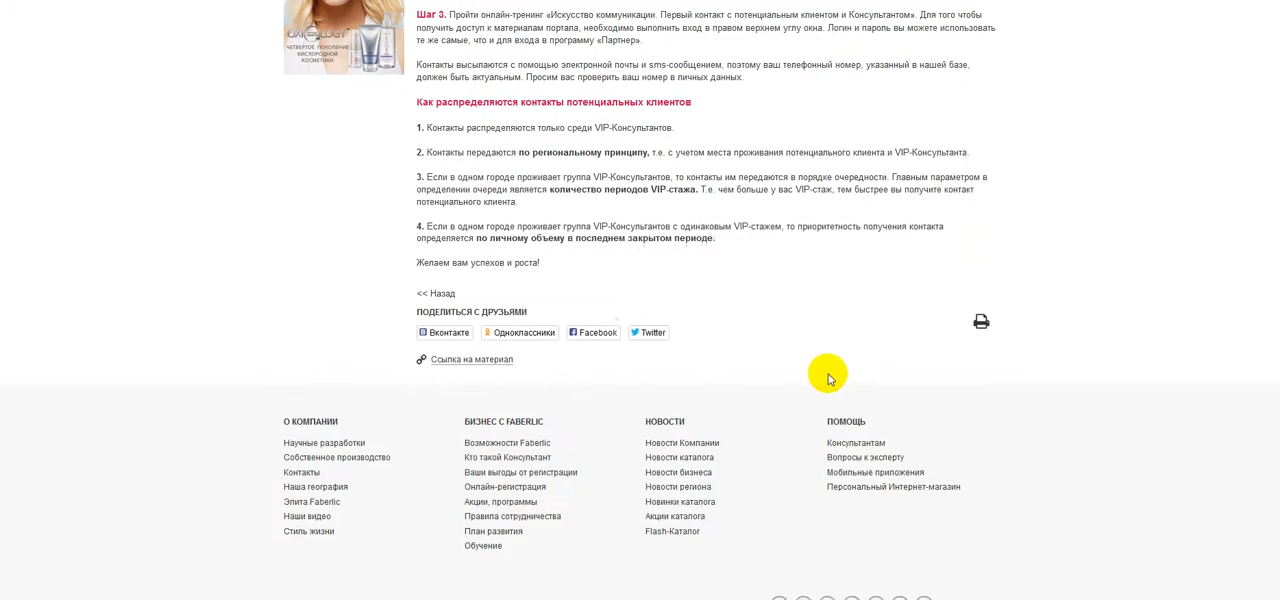 OXIOLOGY
ЧЕТВЕРТОЕ ПОКОЛЕНИЕ
КИСЛОРОДНОЙ
КОСМЕТИКИ
Шаг 3. Пройти онлайн-тренинг «Искусство коммуникации. Первый контакт с потенциальным клиентом и Консультантом». Для того чтобы
получить доступ к материалам портала, необходимо выполнить вход в правом верхнем углу окна. Логин и пароль вы можете использовать
те же самые, что и для входа в программу «Партнер».
Контакты высылаются с помощью электронной почты и sms-сообщением, поэтому ваш телефонный номер, указанный в нашей базе,
должен быть актуальным. Просим вас проверить ваш номер в личных данных.
Как распределяются контакты потенциальных клиентов
1. Контакты распределяются только среди VIP-Консультантов.
2. Контакты передаются по региональному принципу, т.е. с учетом места проживания потенциального клиента и VIP-Консультанта.
3. Если в одном городе проживает группа VIP-Консультантов, то контакты им передаются в порядке очередности. Главным параметром в
определении очереди является количество периодов VIP-стажа. Т.е. чем больше у вас VIP-стаж, тем быстрее вы получите контакт
потенциального клиента.
4. Если в одном городе проживает группа VIP-Консультантов с одинаковым VIP-стажем, то приоритетность получения контакта
определяется по личному объему в последнем закрытом периоде.
Желаем вам успехов и роста!
<< Назад
ПОДЕЛИТЬСЯ С ДРУЗЬЯМИ
Вконтакте Одноклассники Facebook Twitter
Ссылка на материал
О КОМПАНИИ
Научные разработки
Собственное производство
Контакты
Наша география
Элита Faberlic
Наши видео
Стиль жизни
БИЗНЕС С FABERLIC
Возможности Faberlic
Кто такой Консультант
Ваши выгоды от регистрации
Онлайн-регистрация
Акции, программы
Правила сотрудничества
План развития
Обучение
НОВОСТИ
Новости Компании
Новости каталога
Новости бизнеса
Новости региона
Новинки каталога
Акции каталога
Flash-Каталог
ПОМОЩЬ
Консультантам
Вопросы к эксперту
Мобильные приложения
Персональный Интернет-магазин